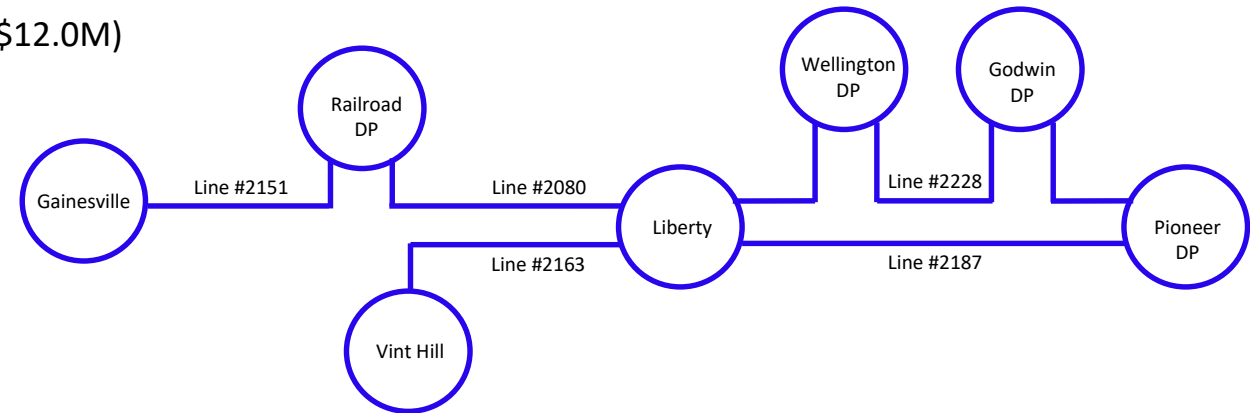 $12.0M)
Wellington
DP
Godwin
DP
Railroad
DP
Line #2151
Line #2080
Line #2228
Gainesville
Liberty
Pioneer
DP
Line #2163
Line #2187
Vint Hill